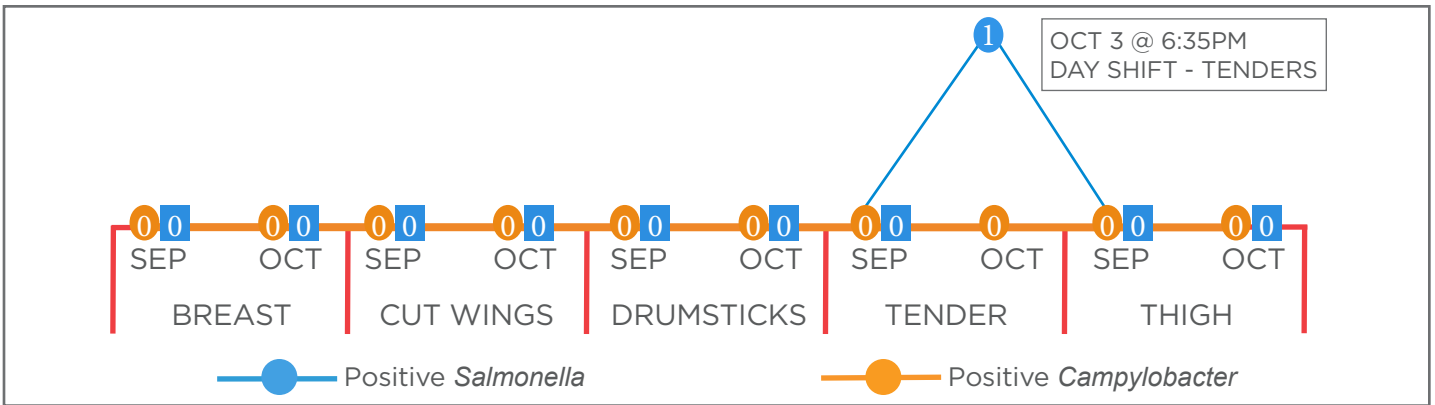 1
OCT 3 @ 6:35PM
DAY SHIFT - TENDERS
0 0 0 0 0 0 0 0 0 0 0 0 0 0 0 0 0 0 0
SEP OCT SEP OCT SEP OCT SEP OCT SEP OCT
BREAST CUT WINGS DRUMSTICKS TENDER THIGH
Positive Salmonella Positive Campylobacter